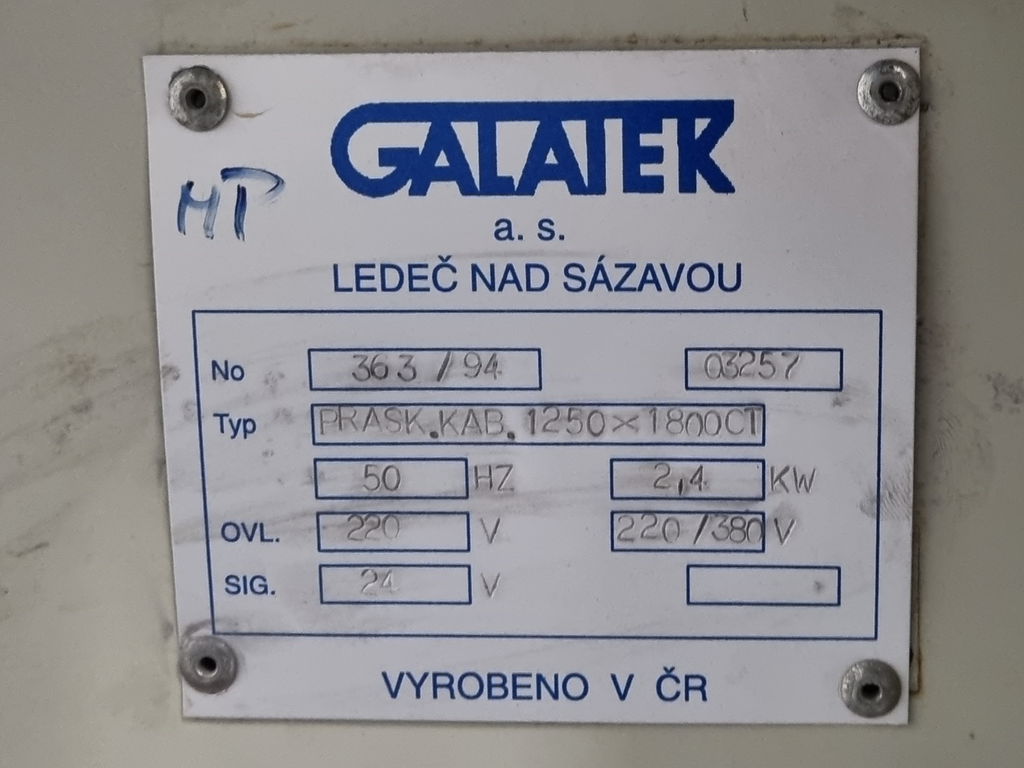 GALATEK
MP
a. s.
LEDEČ NAD SÁZAVOU
No 363/94 03257
Typ PRASK.KAB.1250×1800CT
50 HZ 2,4 KW
OVL. 220 V 220/380 V
SIG. 24 V
VYROBENO V ČR